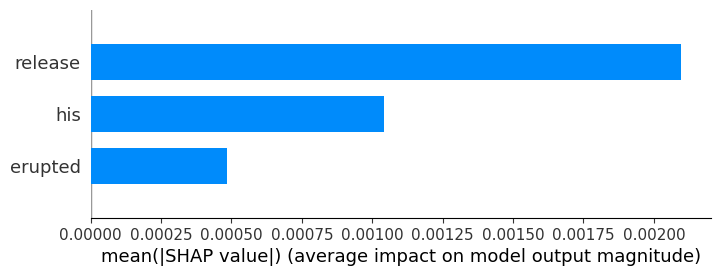 release
his
erupted
0.00000 0.00025 0.00050 0.00075 0.00100 0.00125 0.00150 0.00175 0.00200
mean(|SHAP value|) (average impact on model output magnitude)